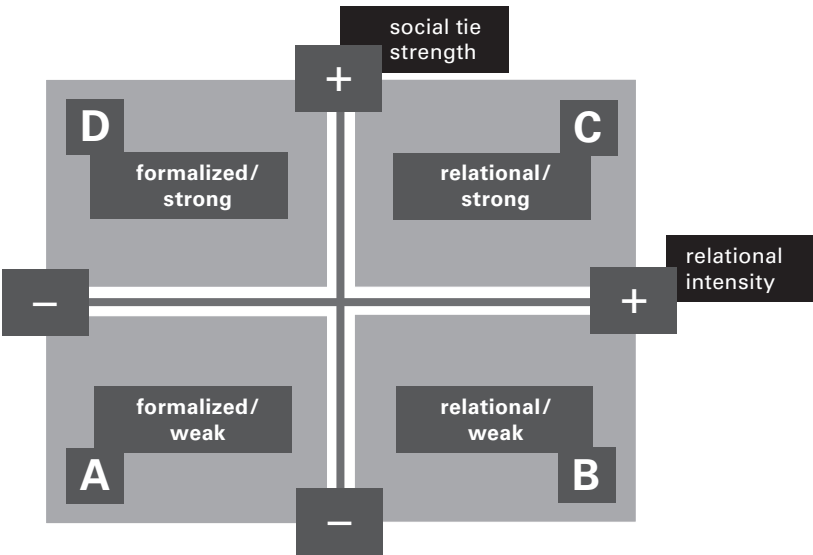 social tie
strength
+
D
C
formalized/
strong
relational/
strong
relational
intensity
−
+
formalized/
weak
relational/
weak
A
B
−